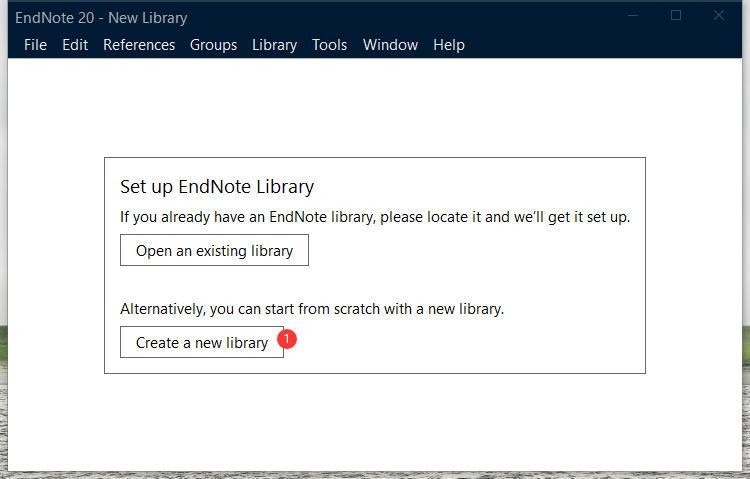 EndNote 20 - New Library
File Edit References Groups Library Tools Window Help
Set up EndNote Library
If you already have an EndNote library, please locate it and we'll get it set up.
Open an existing library
Alternatively, you can start from scratch with a new library.
Create a new library 1